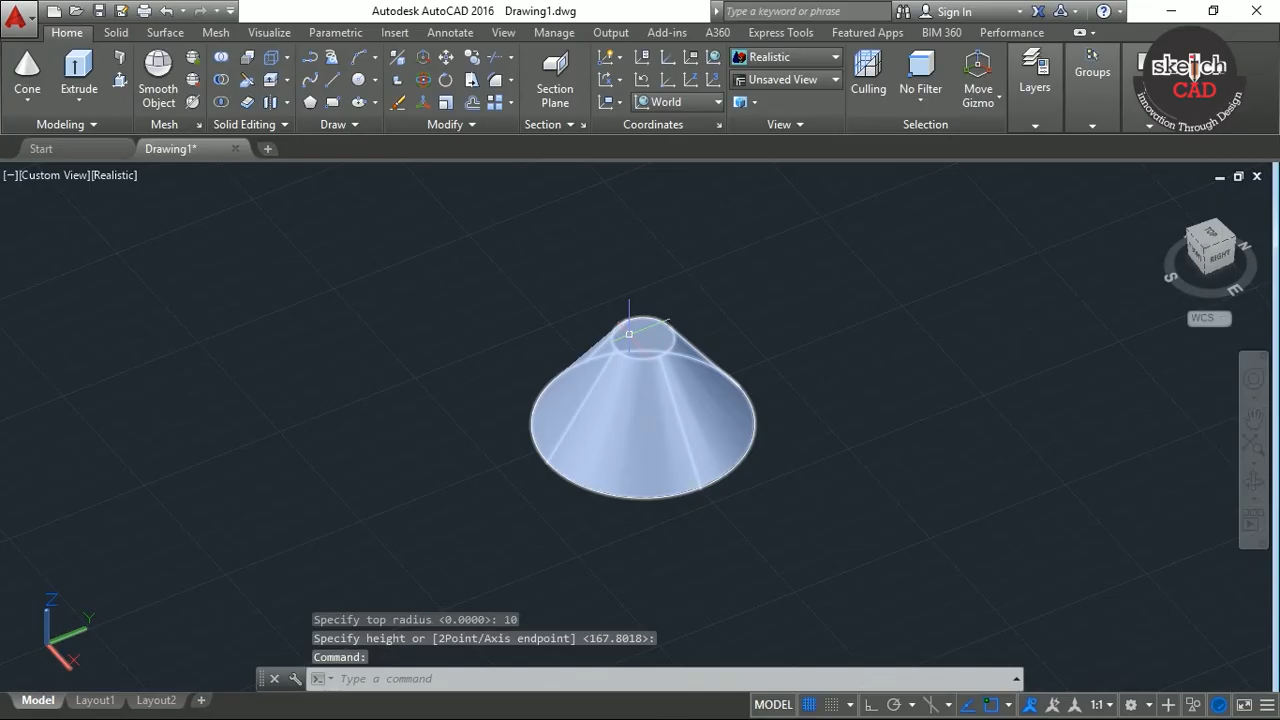 Autodesk AutoCAD 2016 Drawing1.dwg
Type a keyword or phrase
Sign In
Home Solid Surface Mesh Visualize Parametric Insert Annotate View Manage Output Add-ins A360 Express Tools Featured Apps BIM 360 Performance
Cone
Extrude
Smooth
Object
Section
Plane
Realistic
Unsaved View
World
Culling
No Filter
Move
Gizmo
Layers
Groups
sketch
CAD
Innovation Through Design
Modeling
Mesh
Solid Editing
Draw
Modify
Section
Coordinates
View
Selection
Start
Drawing1*
[−][Custom View][Realistic]
TOP
RIGHT
N
S
E
WCS
Z
Y
X
Specify top radius <0.0000>: 10
Specify height or [2Point/Axis endpoint] <167.8018>:
Command:
Type a command
Model Layout1 Layout2
MODEL
1:1